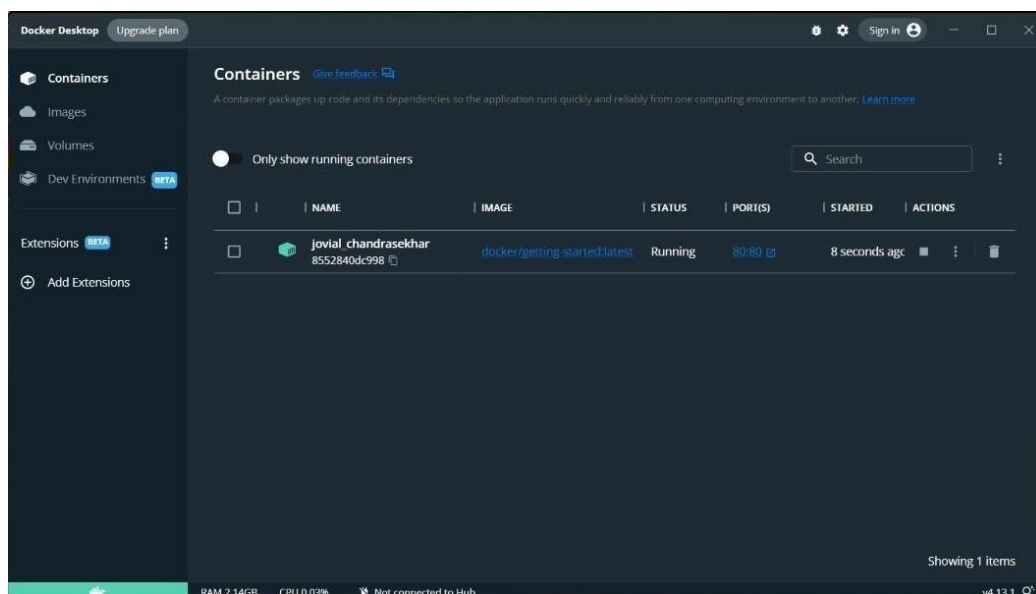 Docker Desktop Upgrade plan
Sign in
Containers
Images
Volumes
Dev Environments BETA
Extensions BETA
Add Extensions
Containers Give feedback
A container packages up code and its dependencies so the application runs quickly and reliably from one computing environment to another. Learn more
Only show running containers
Search
NAME IMAGE STATUS PORT(S) STARTED ACTIONS
jovial_chandrasekhar docker/getting-started:latest Running 80:80 8 seconds agc
8552840dc998
Showing 1 items
RAM 2.14GB CPU 0.03% Not connected to Hub v4.13.1